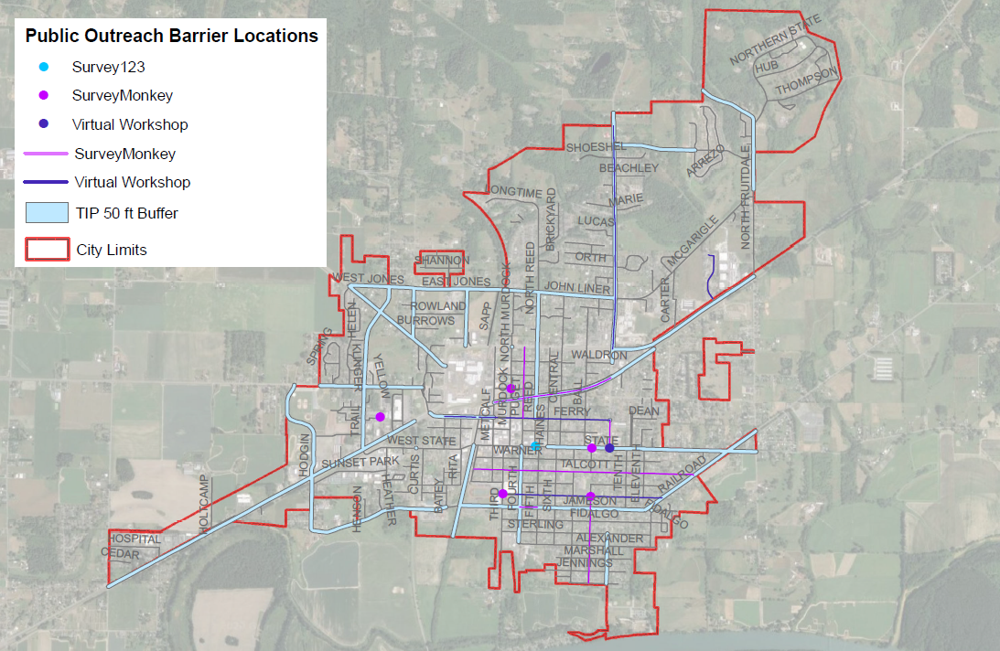 Public Outreach Barrier Locations
Survey123
SurveyMonkey
Virtual Workshop
SurveyMonkey
Virtual Workshop
TIP 50 ft Buffer
City Limits
NORTHERN STATE
HUB
THOMPSON
SHOESHEL
ARREZO
BEACHLEY
NORTH FRUITDALE
LONGTIME
BRICKYARD
MARIE
LUCAS
MCGARIGLE
ORTH
SHANNON
WEST JONES
EAST JONES
NORTH MURDOCK
NORTH REED
JOHN LINER
CARTER
HELEN
ROWLAND
BURROWS
SAPP
SPRING
KLINGER
YELLOW
WALDRON
CENTRAL
METCALF
MURDOCK
PUGET
REED
BALL
TRAIL
HAINES
FERRY
DEAN
HODGIN
WEST STATE
WARNER
STATE
SUNSET PARK
CURTIS
RITA
TALCOTT
TENTH
ELEVENTH
RAILROAD
HOLTCAMP
HENSON
HEATHER
BATEY
THIRD
FOURTH
FIFTH
SIXTH
JAMESON
FIDALGO
FIDALGO
STERLING
HOSPITAL
CEDAR
ALEXANDER
MARSHALL
JENNINGS